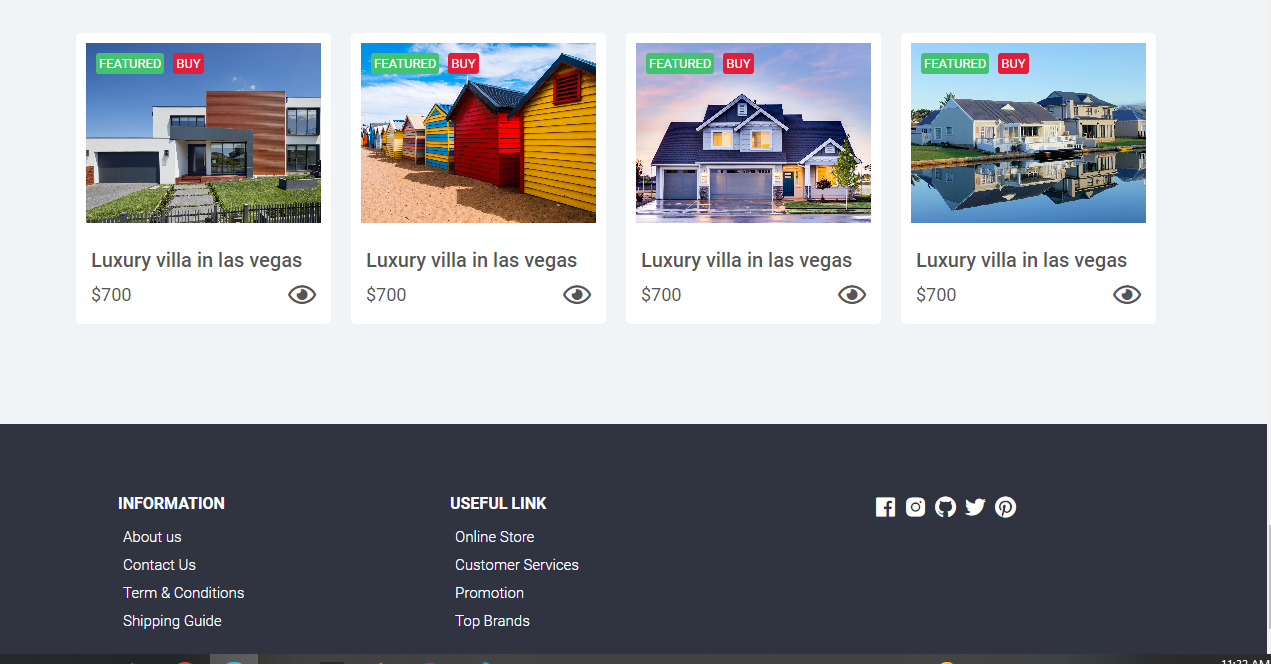 FEATURED BUY
FEATURED BUY
FEATURED BUY
FEATURED BUY
Luxury villa in las vegas
Luxury villa in las vegas
Luxury villa in las vegas
Luxury villa in las vegas
$700
$700
$700
$700
INFORMATION
About us
Contact Us
Term & Conditions
Shipping Guide
USEFUL LINK
Online Store
Customer Services
Promotion
Top Brands